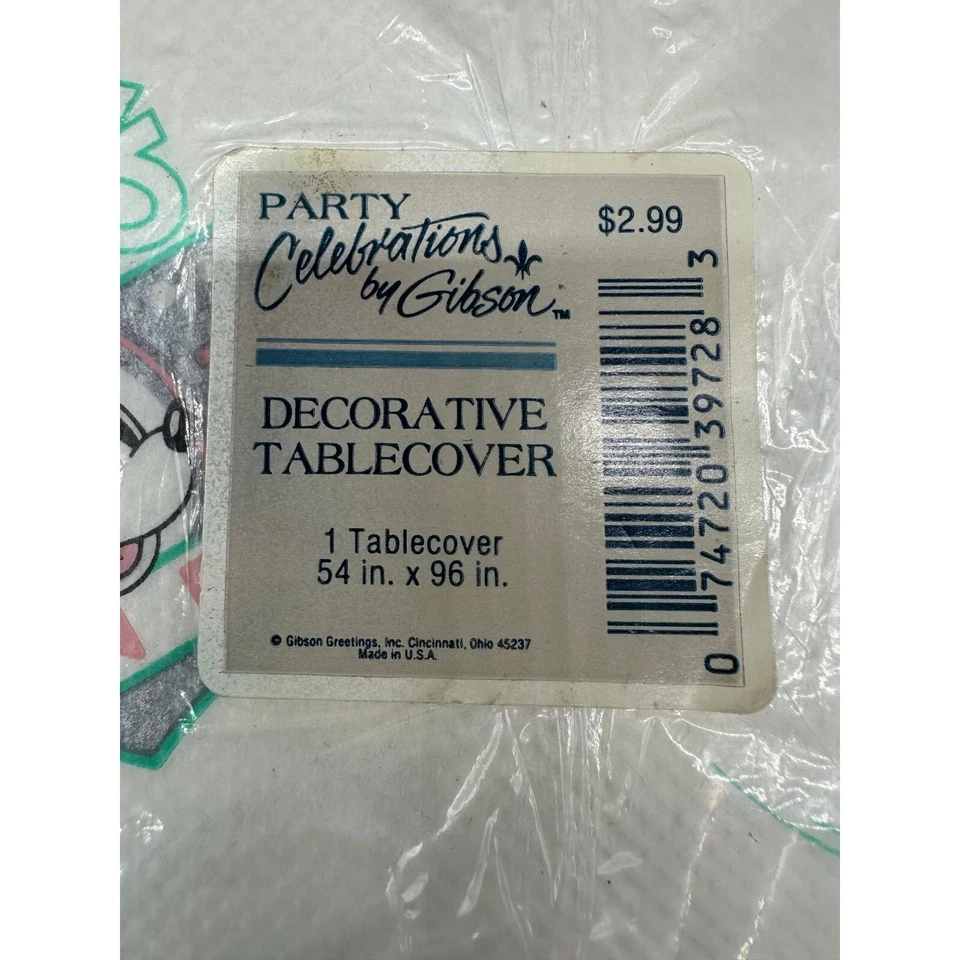 PARTY
Celebrations
by Gibson™
$2.99
DECORATIVE
TABLECOVER
1 Tablecover
54 in. x 96 in.
© Gibson Greetings, Inc. Cincinnati, Ohio 45237
Made in U.S.A.
0 74720 39728 3